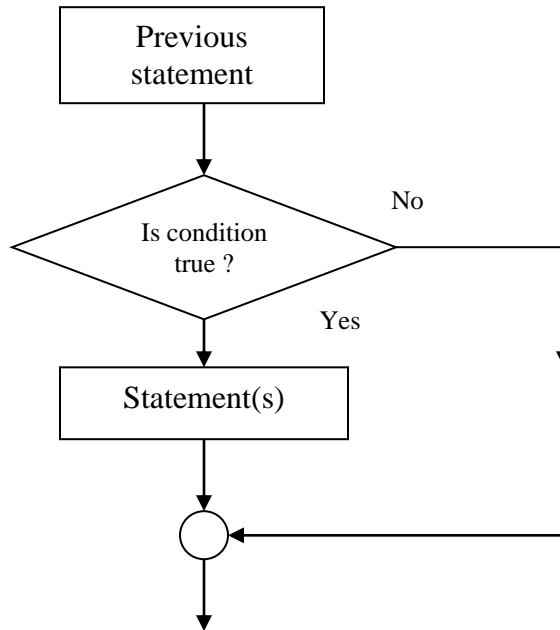 Previous
statement
No
Is condition
true ?
Yes
Statement(s)